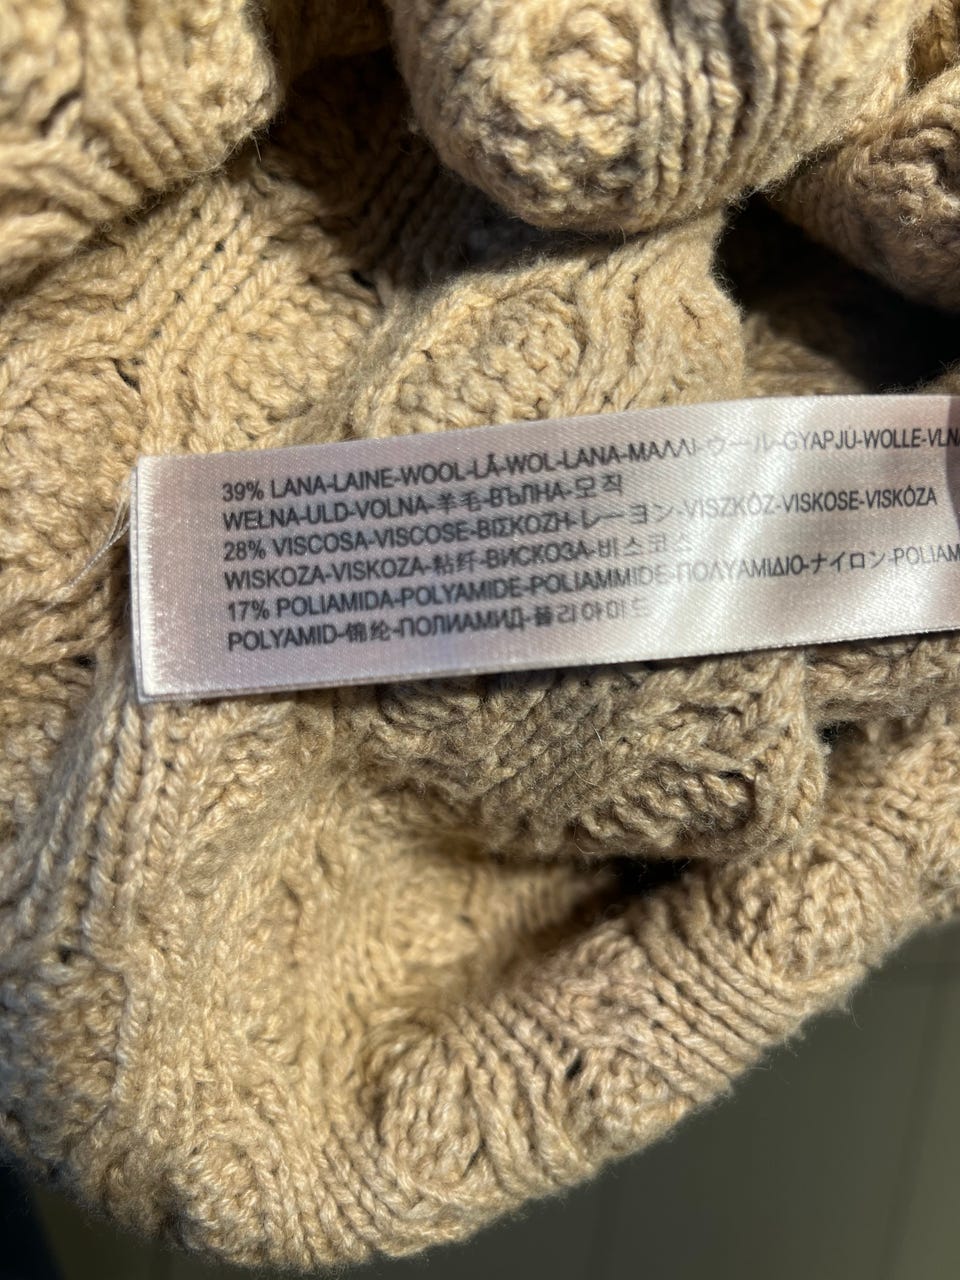 39% LANA-LAINE-WOOL-LÃ-WOL-LANA-ΜΑΛΛΙ-ウール-GYAPJÚ-WOLLE-VLNA
WEŁNA-ULD-VOLNA-羊毛-ВЪЛНА-모직
28% VISCOSA-VISCOSE-ΒΙΣΚΟΖΗ-レーヨン-VISZKÓZ-VISKOSE-VISKÓZA
WISKOZA-VISKOZA-粘纤-ВИСКОЗА-비스코스
17% POLIAMIDA-POLYAMIDE-POLIAMMIDE-ΠΟΛΥΑΜΙΔΙΟ-ナイロン-POLIAM
POLYAMID-锦纶-ПОЛИАМИД-폴리아미드